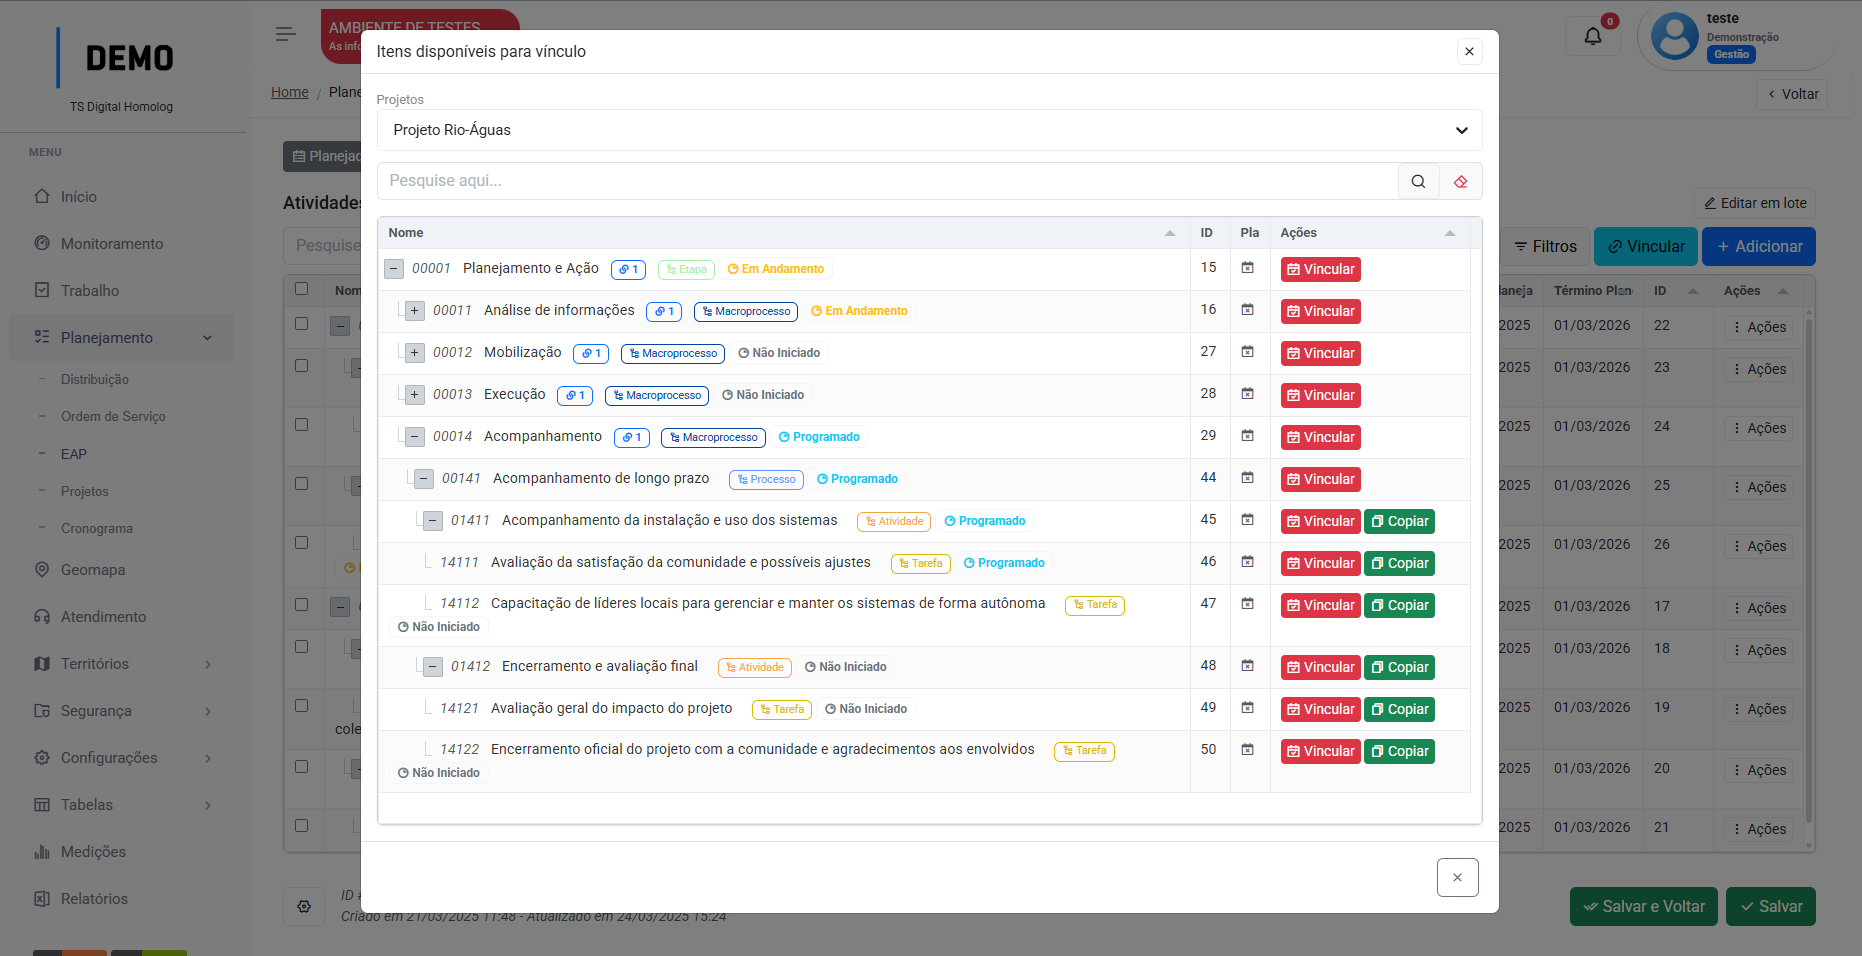 DEMO
TS Digital Homolog
MENU
Início
Monitoramento
Trabalho
Planejamento
Distribuição
Ordem de Serviço
EAP
Projetos
Cronograma
Geomapa
Atendimento
Territórios
Segurança
Configurações
Tabelas
Medições
Relatórios
AMBIENTE DE TESTES
As
Home / Plane
0
teste
Demonstração
Gestão
Voltar
Planejad
Atividades
Editar em lote
Pesquise
Filtros
Vincular
+ Adicionar
Itens disponíveis para vínculo
Projetos
Projeto Rio-Águas
Pesquise aqui...
Nome ID Pla Ações
00001 Planejamento e Ação 1 Etapa Em Andamento 15 Vincular
00011 Análise de informações 1 Macroprocesso Em Andamento 16 Vincular
00012 Mobilização 1 Macroprocesso Não Iniciado 27 Vincular
00013 Execução 1 Macroprocesso Não Iniciado 28 Vincular
00014 Acompanhamento 1 Macroprocesso Programado 29 Vincular
00141 Acompanhamento de longo prazo Processo Programado 44 Vincular
01411 Acompanhamento da instalação e uso dos sistemas Atividade Programado 45 Vincular Copiar
14111 Avaliação da satisfação da comunidade e possíveis ajustes Tarefa Programado 46 Vincular Copiar
14112 Capacitação de líderes locais para gerenciar e manter os sistemas de forma autônoma Tarefa 47 Vincular Copiar
Não Iniciado
01412 Encerramento e avaliação final Atividade Não Iniciado 48 Vincular Copiar
14121 Avaliação geral do impacto do projeto Tarefa Não Iniciado 49 Vincular Copiar
14122 Encerramento oficial do projeto com a comunidade e agradecimentos aos envolvidos Tarefa 50 Vincular Copiar
Não Iniciado
Nom
laneja Término Plan ID Ações
2025 01/03/2026 22 Ações
2025 01/03/2026 23 Ações
2025 01/03/2026 24 Ações
2025 01/03/2026 25 Ações
2025 01/03/2026 26 Ações
2025 01/03/2026 17 Ações
2025 01/03/2026 18 Ações
cole
2025 01/03/2026 19 Ações
2025 01/03/2026 20 Ações
2025 01/03/2026 21 Ações
ID
Criado em 21/03/2025 11:48 - Atualizado em 24/03/2025 15:24
Salvar e Voltar
Salvar